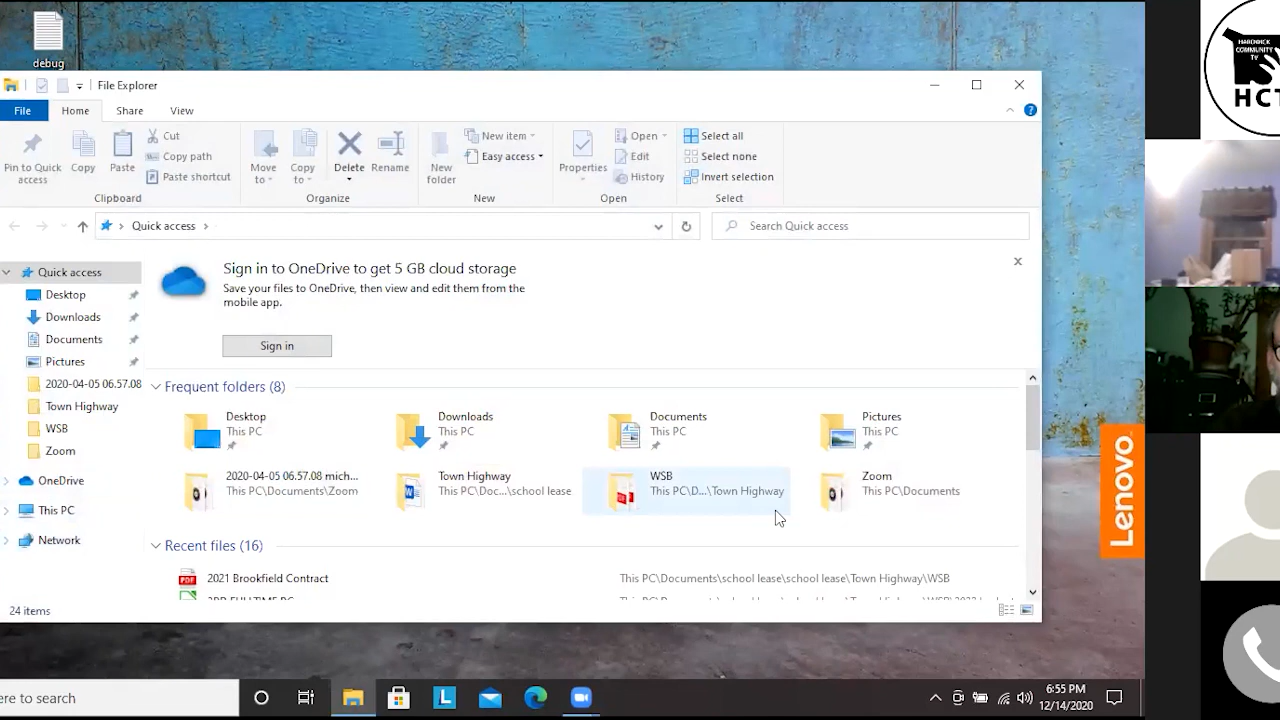 debug
File Explorer
File
Home
Share
View
Pin to Quick access
Copy
Paste
Cut
Copy path
Paste shortcut
Clipboard
Move to
Copy to
Delete
Rename
Organize
New folder
New item
Easy access
New
Properties
Open
Edit
History
Open
Select all
Select none
Invert selection
Select
Quick access
Search Quick access
Quick access
Desktop
Downloads
Documents
Pictures
2020-04-05 06.57.08
Town Highway
WSB
Zoom
OneDrive
This PC
Network
Sign in to OneDrive to get 5 GB cloud storage
Save your files to OneDrive, then view and edit them from the
mobile app.
Sign in
Frequent folders (8)
Desktop
This PC
Downloads
This PC
Documents
This PC
Pictures
This PC
2020-04-05 06.57.08 mich...
This PC\Documents\Zoom
Town Highway
This PC\Doc...\school lease
WSB
This PC\D...\Town Highway
Zoom
This PC\Documents
Recent files (16)
PDF
2021 Brookfield Contract
This PC\Documents\school lease\school lease\Town Highway\WSB
24 items
Lenovo
HARDWICK
COMMUNITY
TV
HCT
ere to search
6:55 PM
12/14/2020